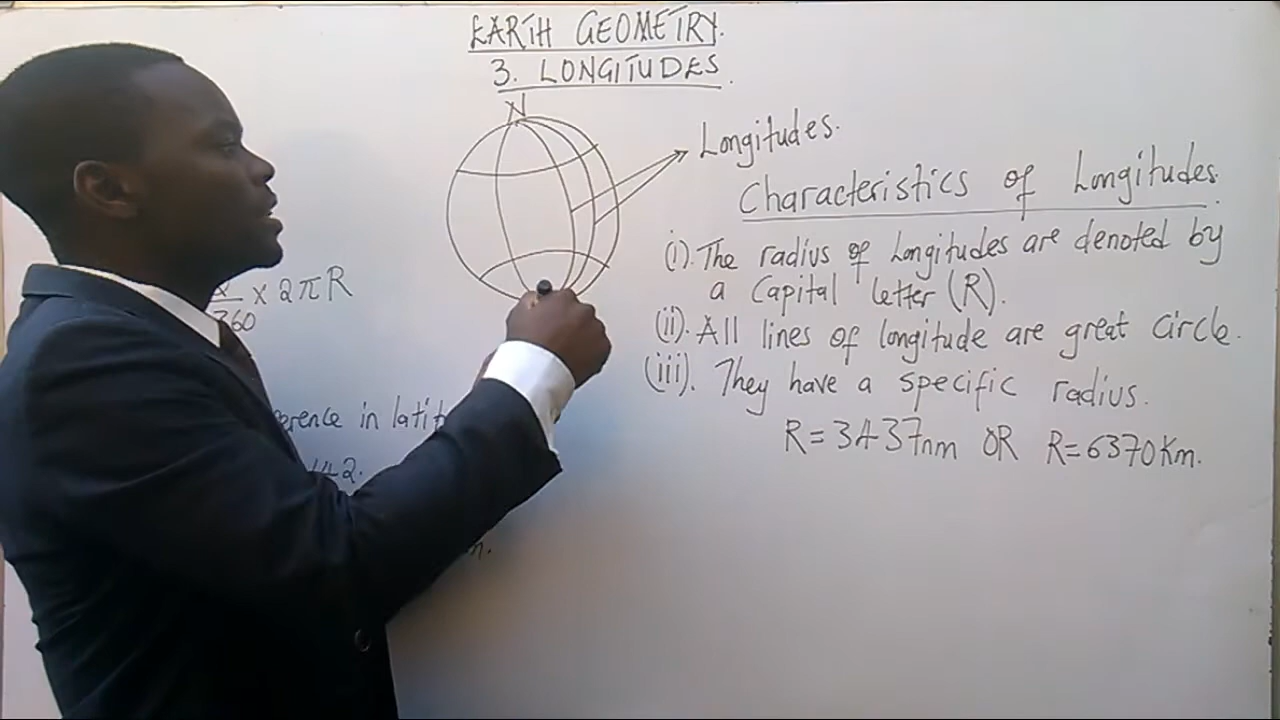 EARTH GEOMETRY.
3. LONGITUDES.
N
Longitudes.
Characteristics of Longitudes.
(i). The radius of Longitudes are denoted by
a Capital letter (R).
(ii). All lines of longitude are great Circle.
(iii). They have a specific radius.
R=3437nm OR R=6370Km.
/360 x 2πR
in